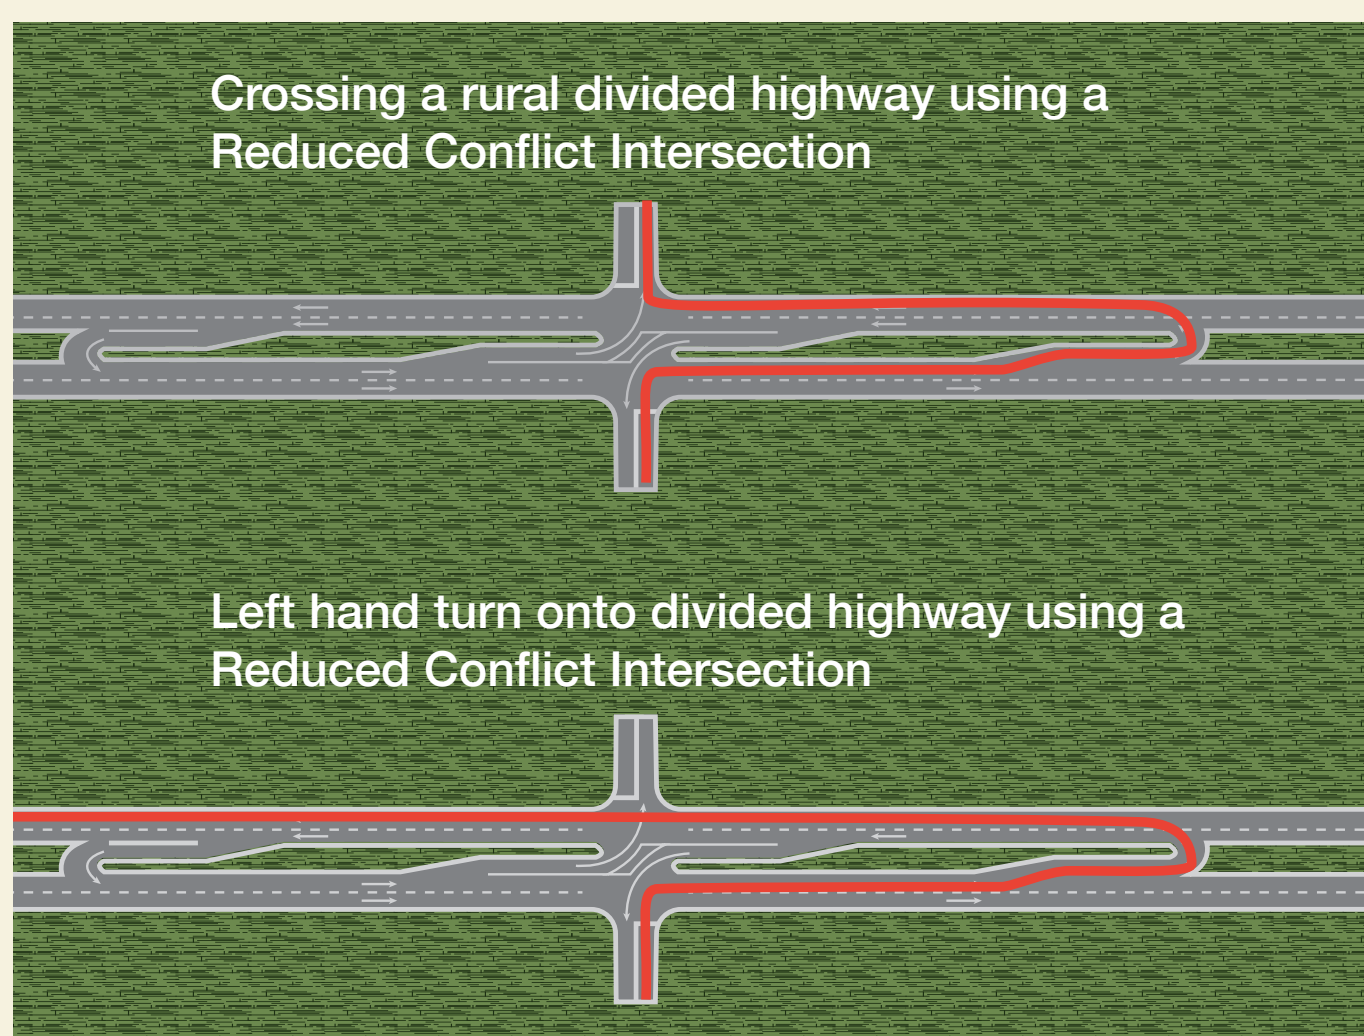 Crossing a rural divided highway using a
Reduced Conflict Intersection
Left hand turn onto divided highway using a
Reduced Conflict Intersection